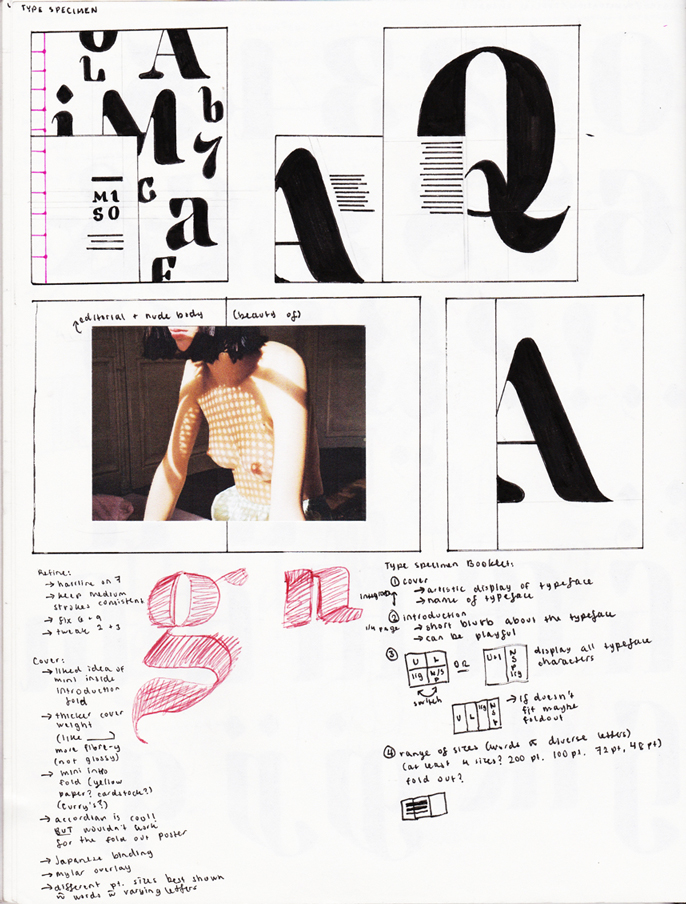 TYPE SPECIMEN
O
L
A
i
M
b
y
C
a
F
M1
SO
A
Q
editorial + nude body (beauty of)
A
Refine:
→ hairline on 7
→ keep medium
strokes consistent
→ fix G + 9
→ tweak 2 + 3
Cover:
→ liked idea of
mini inside
introduction
fold
→ thicker cover
weight
(like
more fibre-y
(not glossy)
→ mini intro
fold (yellow
paper? cardstock?)
(curry's?)
→ accordian is cool!
BUT wouldn't work
for the fold out poster
→ Japanese binding
→ mylar overlay
→ different pt. sizes best shown
w words w varying letters
g n
Type specimen Booklet:
① cover
→ artistic display of typeface
→ name of typeface
② introduction
1/4 page → short blurb about the typeface
→ can be playful
③
U L
lig N/S
P
switch
OR
U+L N
S
P
lig
display all typeface
characters
U L lig N
S
P
→ if doesn't
fit maybe
foldout
④ range of sizes (words w diverse letters)
(at least 4 sizes? 200 pt. 100 pt. 72 pt, 48 pt)
fold out?